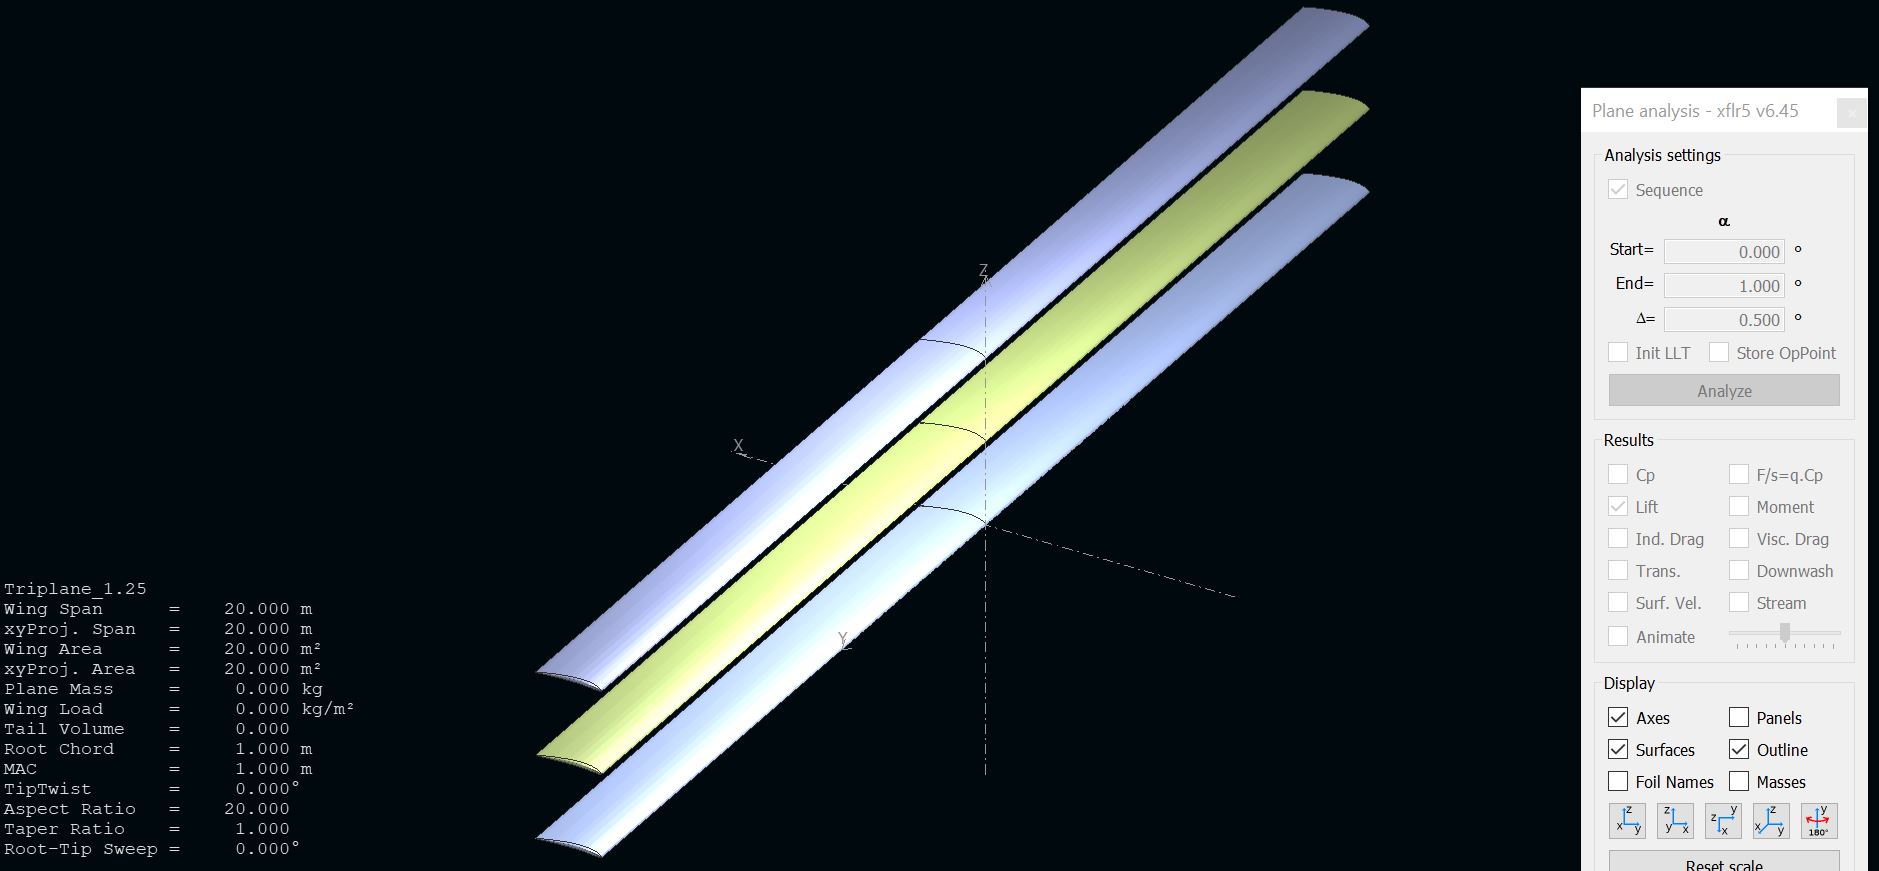 Z
X
Y
Triplane_1.25
Wing Span = 20.000 m
xyProj. Span = 20.000 m
Wing Area = 20.000 m²
xyProj. Area = 20.000 m²
Plane Mass = 0.000 kg
Wing Load = 0.000 kg/m²
Tail Volume = 0.000
Root Chord = 1.000 m
MAC = 1.000 m
TipTwist = 0.000°
Aspect Ratio = 20.000
Taper Ratio = 1.000
Root-Tip Sweep = 0.000°
Plane analysis - xflr5 v6.45
Analysis settings
Sequence
α
Start= 0.000 °
End= 1.000 °
Δ= 0.500 °
Init LLT Store OpPoint
Analyze
Results
Cp F/s=q.Cp
Lift Moment
Ind. Drag Visc. Drag
Trans. Downwash
Surf. Vel. Stream
Animate
Display
Axes Panels
Surfaces Outline
Foil Names Masses
z x y z y x y z x z x y y 180°
Reset scale